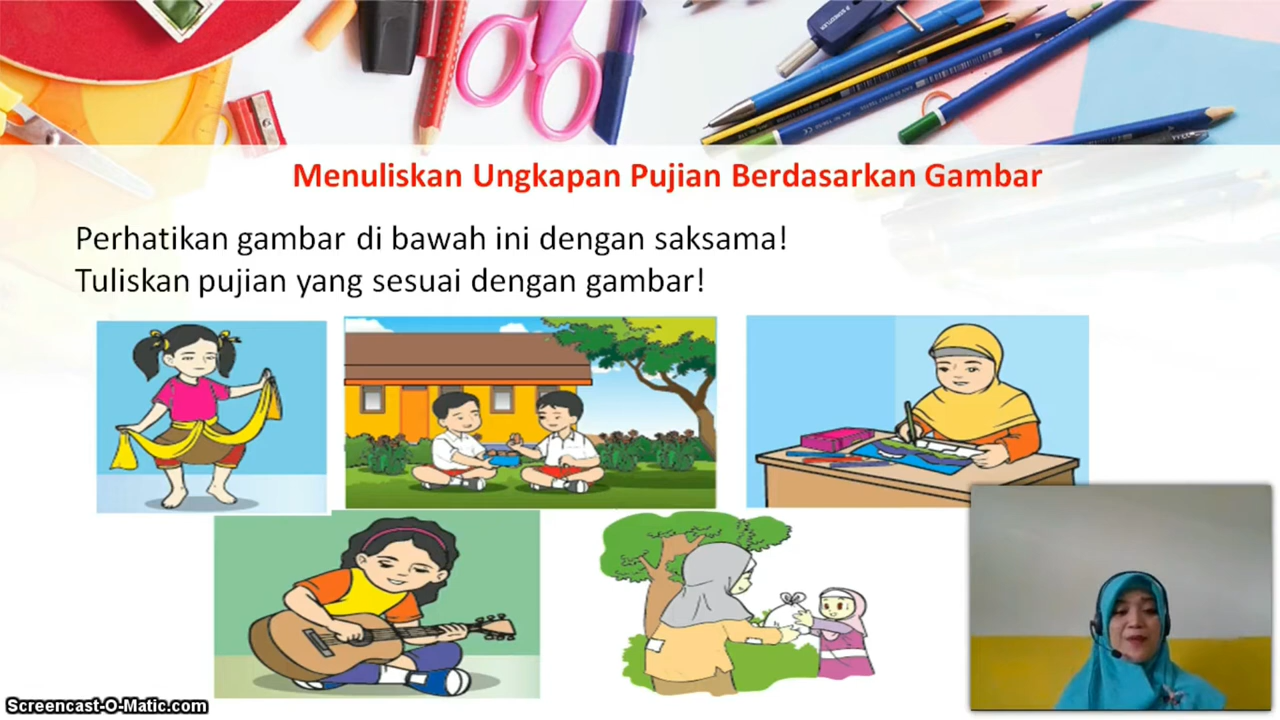 Menuliskan Ungkapan Pujian Berdasarkan Gambar
Perhatikan gambar di bawah ini dengan saksama!
Tuliskan pujian yang sesuai dengan gambar!
Screencast-O-Matic.com